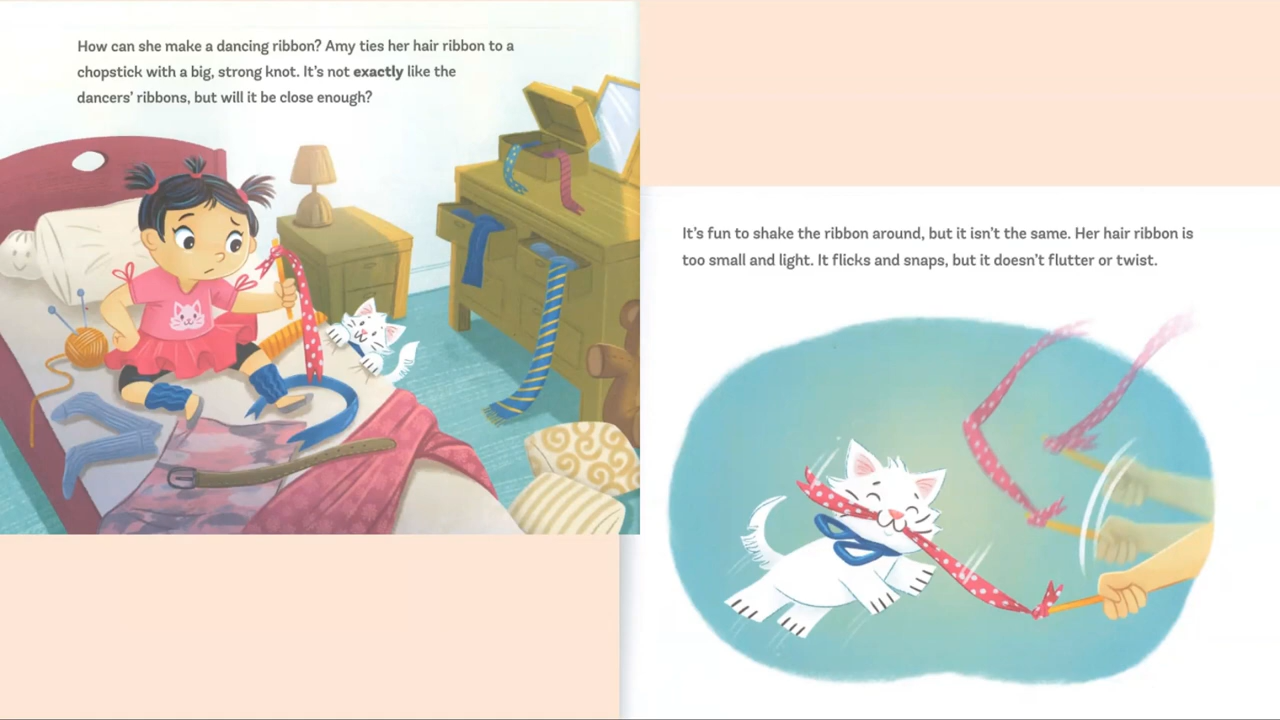 How can she make a dancing ribbon? Amy ties her hair ribbon to a
chopstick with a big, strong knot. It’s not exactly like the
dancers’ ribbons, but will it be close enough?
It’s fun to shake the ribbon around, but it isn’t the same. Her hair ribbon is
too small and light. It flicks and snaps, but it doesn’t flutter or twist.